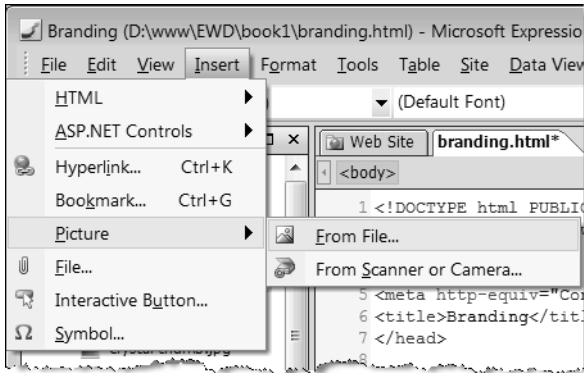 Branding (D:\www\EWD\book1\branding.html) - Microsoft Expressio
File Edit View Insert Format Tools Table Site Data View
HTML
(Default Font)
ASP.NET Controls
Web Site branding.html*
Hyperlink... Ctrl+K
<body>
Bookmark... Ctrl+G
1 <!DOCTYPE html PUBLIC
Picture
From File...
File...
From Scanner or Camera...
Interactive Button...
5 <meta http-equiv="Con
6 <title>Branding</titl
Symbol...
7 </head>
8